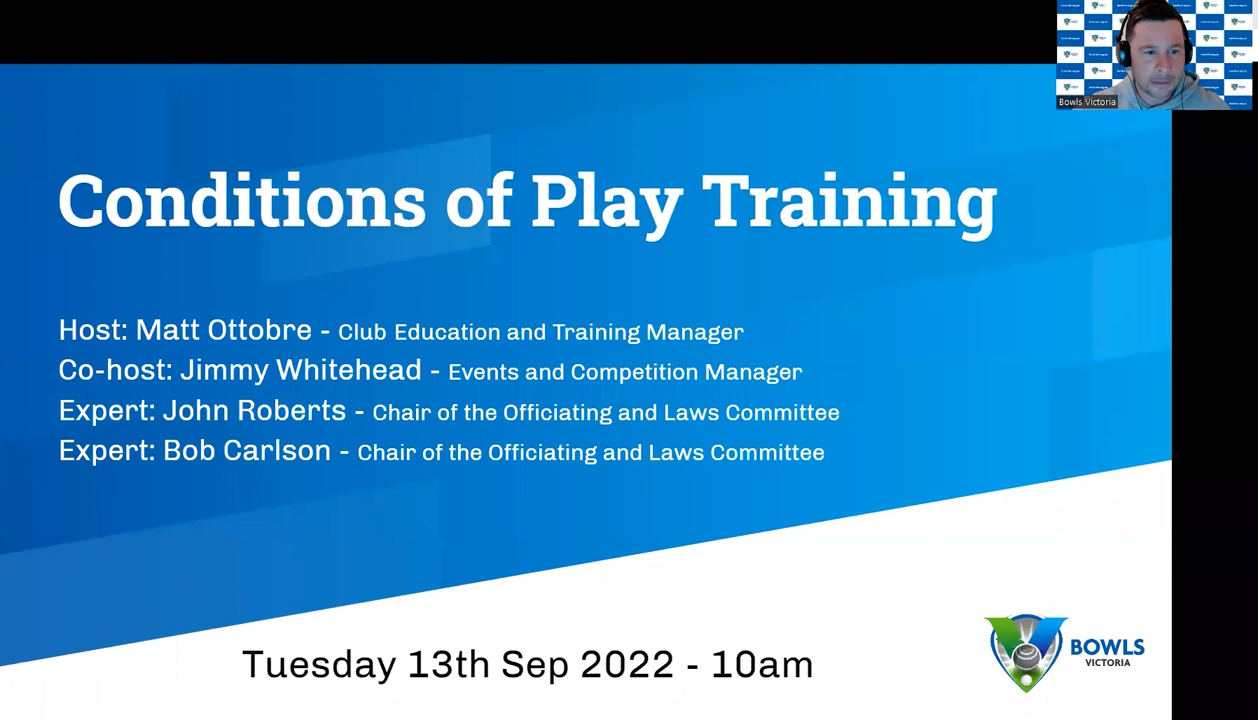 Bowls Victoria
Conditions of Play Training
Host: Matt Ottobre - Club Education and Training Manager
Co-host: Jimmy Whitehead - Events and Competition Manager
Expert: John Roberts - Chair of the Officiating and Laws Committee
Expert: Bob Carlson - Chair of the Officiating and Laws Committee
Tuesday 13th Sep 2022 - 10am
BOWLS
VICTORIA